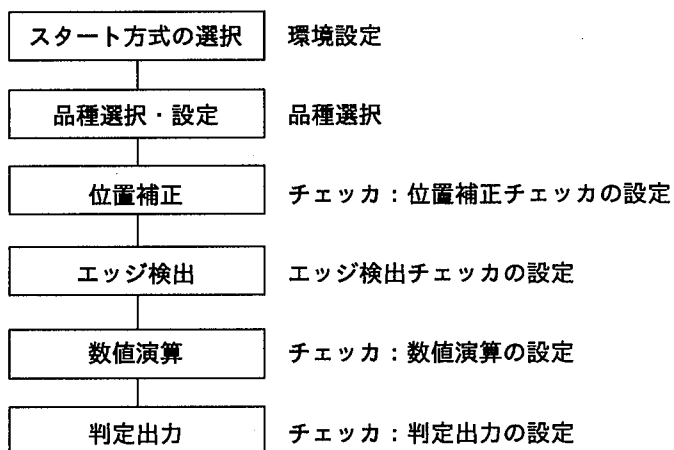 スタート方式の選択 環境設定
品種選択・設定 品種選択
位置補正 チェッカ：位置補正チェッカの設定
エッジ検出 エッジ検出チェッカの設定
数値演算 チェッカ：数値演算の設定
判定出力 チェッカ：判定出力の設定